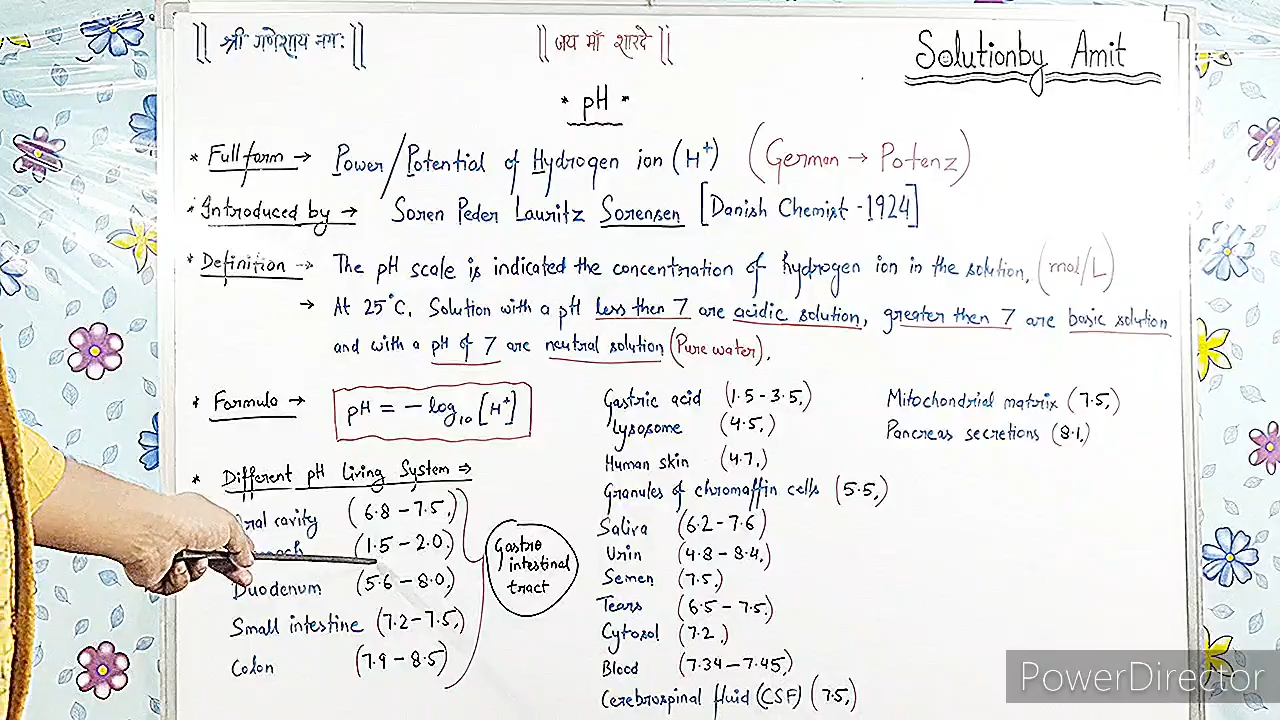 || श्री गणेशाय नमः ||
|| जय माँ शारदे ||
Solutionby Amit
* pH *
* Full form → Power/Potential of Hydrogen ion (H⁺) (German → Potenz)
* Introduced by → Soren Peder Lauritz Sorensen [Danish Chemist - 1924]
* Definition → The pH scale is indicated the concentration of hydrogen ion in the solution. (mol/L)
→ At 25°C. Solution with a pH less then 7 are acidic solution, greater then 7 are basic solution
and with a pH of 7 are neutral solution (Pure water).
* Formula → pH = - log₁₀ [H⁺]
* Different pH Living System ⇒
oral cavity (6.8 - 7.5,)
(1.5 - 2.0,)
Duodenum (5.6 - 8.0,)
Small intestine (7.2 - 7.5,)
Colon (7.9 - 8.5)
Gastro
intestinal
tract
Gastric acid (1.5 - 3.5,)
Lysosome (4.5,)
Human skin (4.7,)
Granules of chromaffin cells (5.5,)
Saliva (6.2 - 7.6)
Urin (4.8 - 8.4,)
Semen (7.5,)
Tears (6.5 - 7.5)
Cytosol (7.2,)
Blood (7.34 - 7.45,)
Cerebrospinal fluid (CSF) (7.5,)
Mitochondrial matrix (7.5,)
Pancreas secretions (8.1,)
PowerDirector